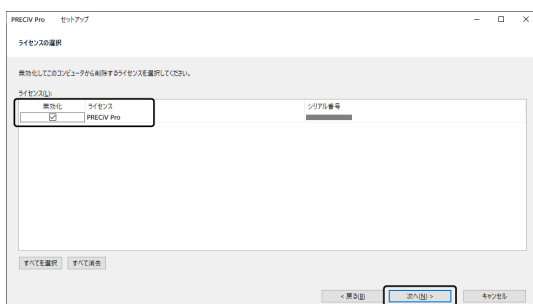 PRECiV Pro セットアップ
ライセンスの選択
無効化してこのコンピュータから削除するライセンスを選択してください。
ライセンス(L):
無効化 ライセンス シリアル番号
PRECiV Pro
すべてを選択 すべて消去
< 戻る(B) 次へ(N) > キャンセル